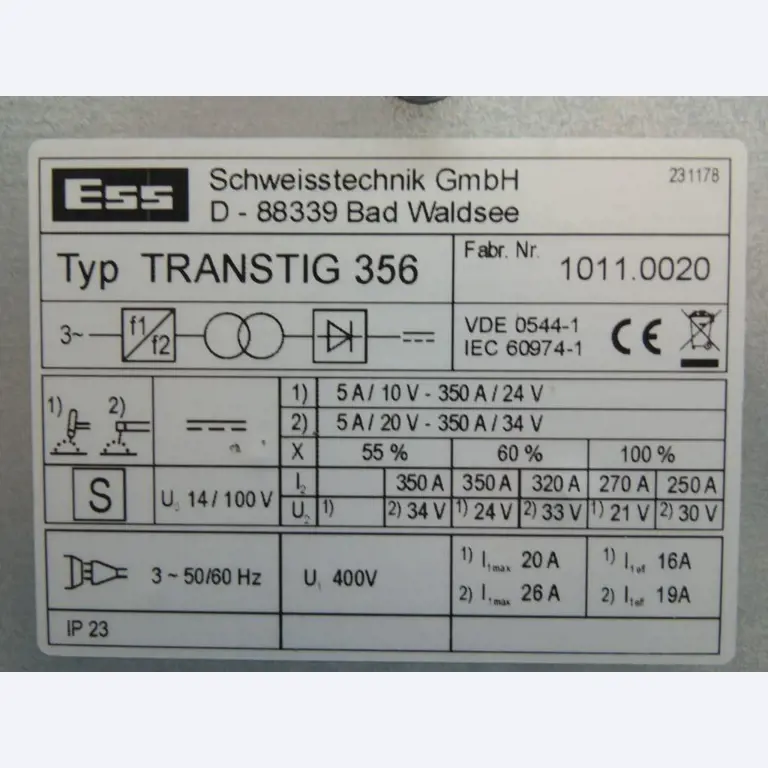 Ess
Schweisstechnik GmbH
D - 88339 Bad Waldsee
231178
Typ TRANSTIG 356
Fabr. Nr. 1011.0020
3~ f1/f2
VDE 0544-1
IEC 60974-1
CE
1) 2)
1) 5 A / 10 V - 350 A / 24 V
2) 5 A / 20 V - 350 A / 34 V
X 55 % 60 % 100 %
S
U 14 / 100 V
I2 350 A 350 A 320 A 270 A 250 A
U2 1) 2) 34 V 1) 24 V 2) 33 V 1) 21 V 2) 30 V
3 ~ 50/60 Hz
U1 400V
1) I1max 20 A
2) I1max 26 A
1) I1eff 16A
2) I1eff 19A
IP 23